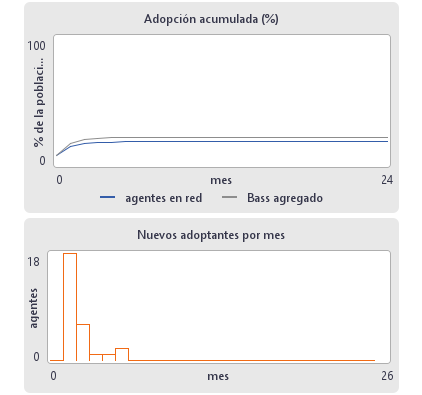 Adopción acumulada (%)
100
% de la poblaci...
0
0
mes
24
agentes en red
Bass agregado
Nuevos adoptantes por mes
18
agentes
0
0
mes
26